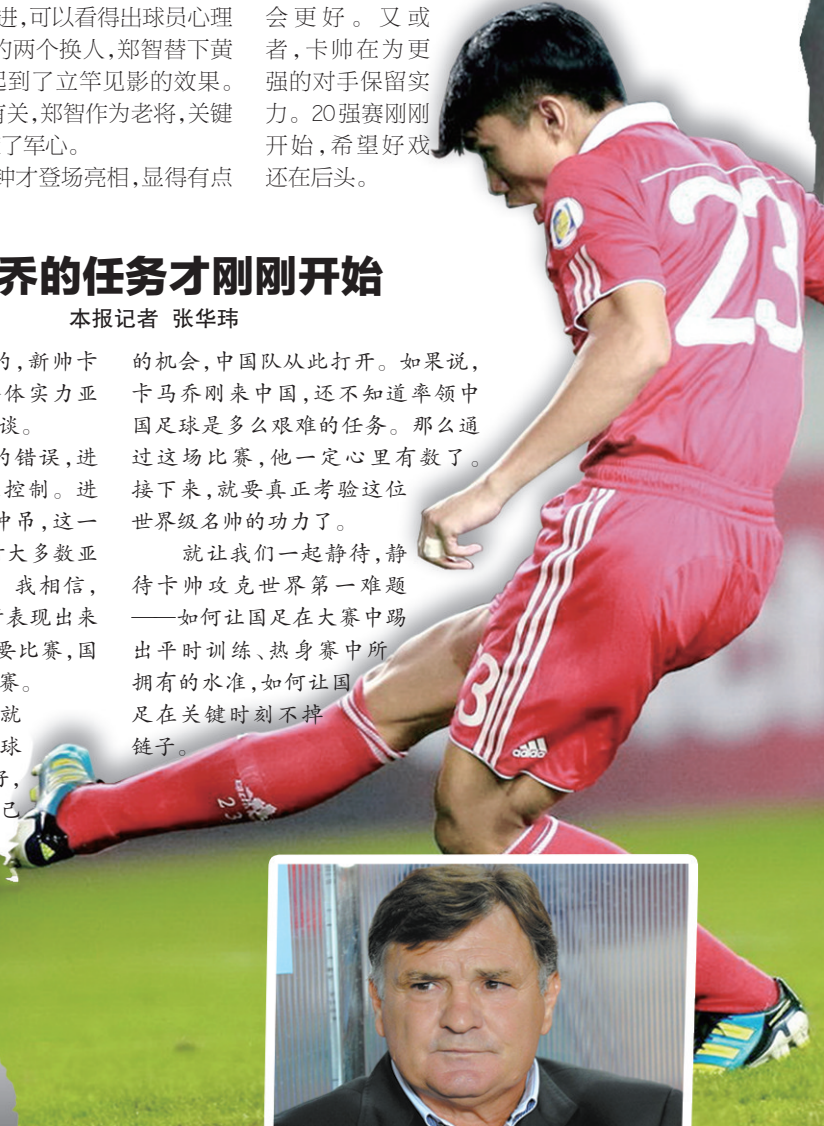 进,可以看得出球员心理
的两个换人,郑智替下黄
起到了立竿见影的效果。
有关,郑智作为老将,关键
了军心。
钟才登场亮相,显得有点
会更好。又或
者,卡帅在为更
强的对手保留实
力。20强赛刚刚
开始,希望好戏
还在后头。
乔的任务才刚刚开始
本报记者 张华玮
的,新帅卡
体实力亚
谈。
的错误,进
控制。进
冲吊,这一
大多数亚
我相信,
表现出来
要比赛,国
赛。
就
球
子,
己
的机会,中国队从此打开。如果说,
卡马乔刚来中国,还不知道率领中
国足球是多么艰难的任务。那么通
过这场比赛,他一定心里有数了。
接下来,就要真正考验这位
世界级名帅的功力了。
就让我们一起静待,静
待卡帅攻克世界第一难题
——如何让国足在大赛中踢
出平时训练、热身赛中所
拥有的水准,如何让国
足在关键时刻不掉
链子。
23
23
adidas
23